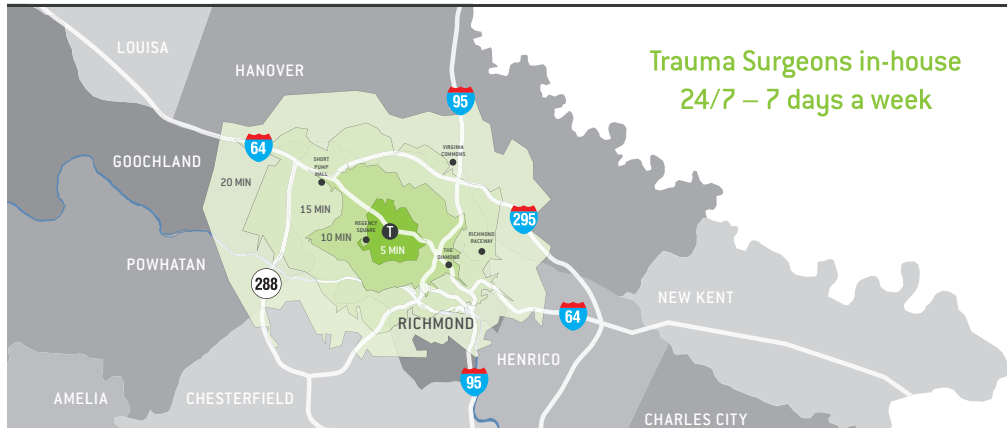 LOUISA
HANOVER
Trauma Surgeons in-house
24/7 – 7 days a week
95
64
VIRGINIA
COMMONS
SHORT
PUMP
MALL
GOOCHLAND
20 MIN
15 MIN
10 MIN
REGENCY
SQUARE
T
5 MIN
295
RICHMOND
RACEWAY
THE
DIAMOND
POWHATAN
288
NEW KENT
64
RICHMOND
HENRICO
95
AMELIA
CHESTERFIELD
CHARLES CITY